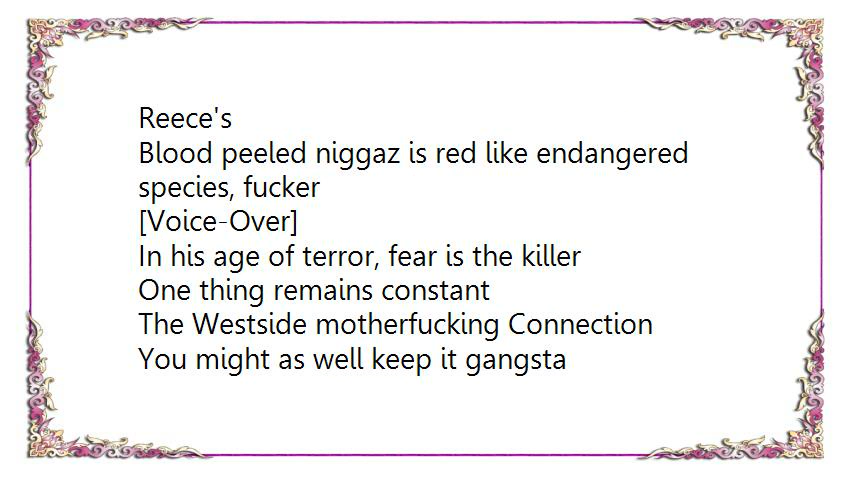 Reece's
Blood peeled niggaz is red like endangered
species, fucker
[Voice-Over]
In his age of terror, fear is the killer
One thing remains constant
The Westside motherfucking Connection
You might as well keep it gangsta